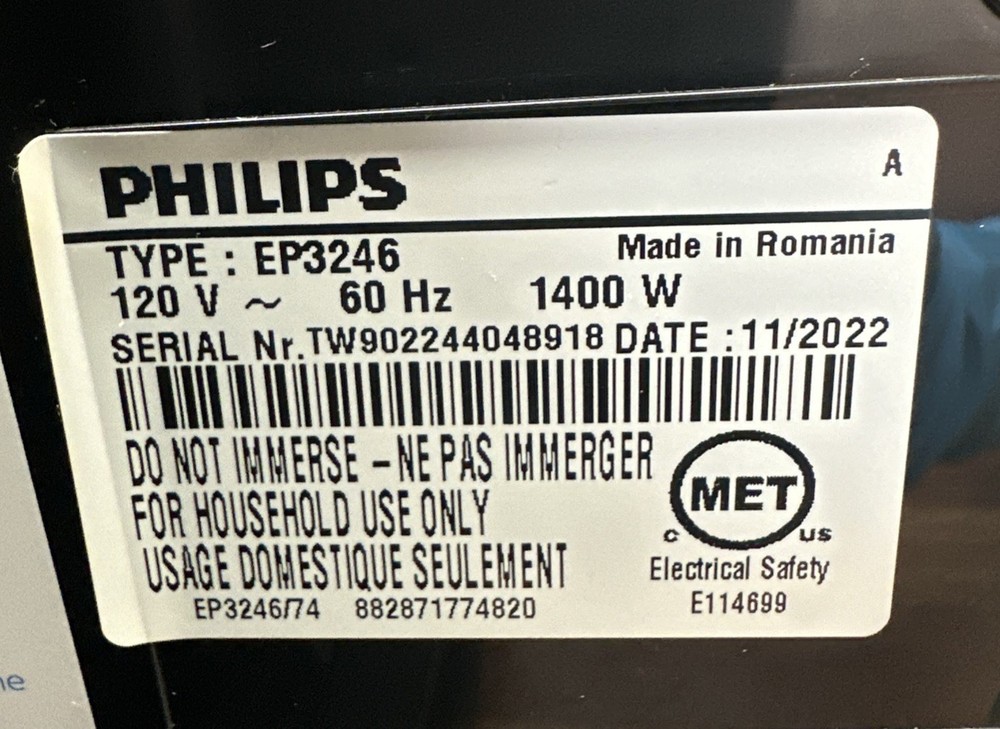 PHILIPS
A
TYPE : EP3246
Made in Romania
120 V ~ 60 Hz 1400 W
SERIAL Nr.TW902244048918 DATE :11/2022
DO NOT IMMERSE – NE PAS IMMERGER
FOR HOUSEHOLD USE ONLY
USAGE DOMESTIQUE SEULEMENT
EP3246/74 882871774820
MET
C US
Electrical Safety
E114699